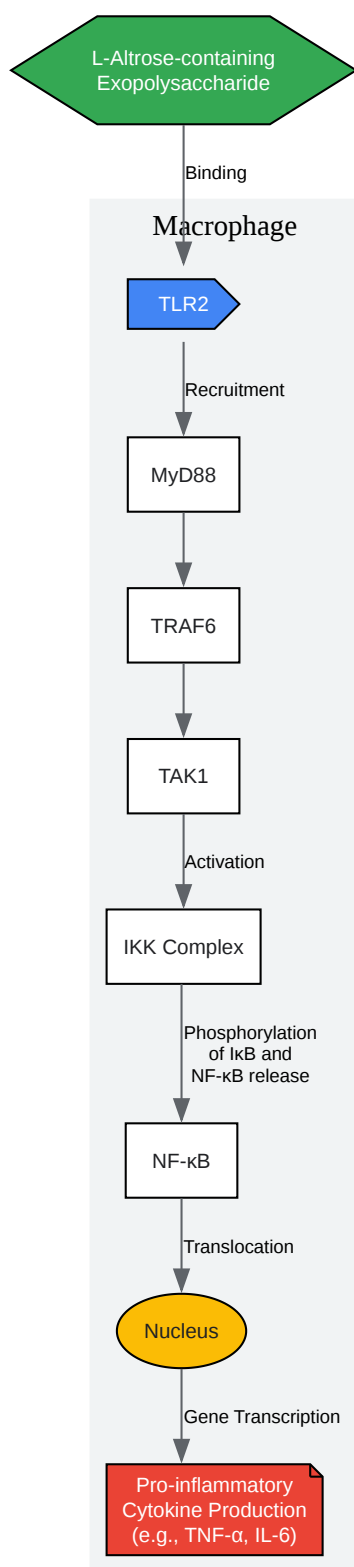 L-Altrose-containing
Exopolysaccharide
Binding
Macrophage
TLR2
Recruitment
MyD88
TRAF6
TAK1
Activation
IKK Complex
Phosphorylation
of IκB and
NF-κB release
NF-κB
Translocation
Nucleus
Gene Transcription
Pro-inflammatory
Cytokine Production
(e.g., TNF-α, IL-6)